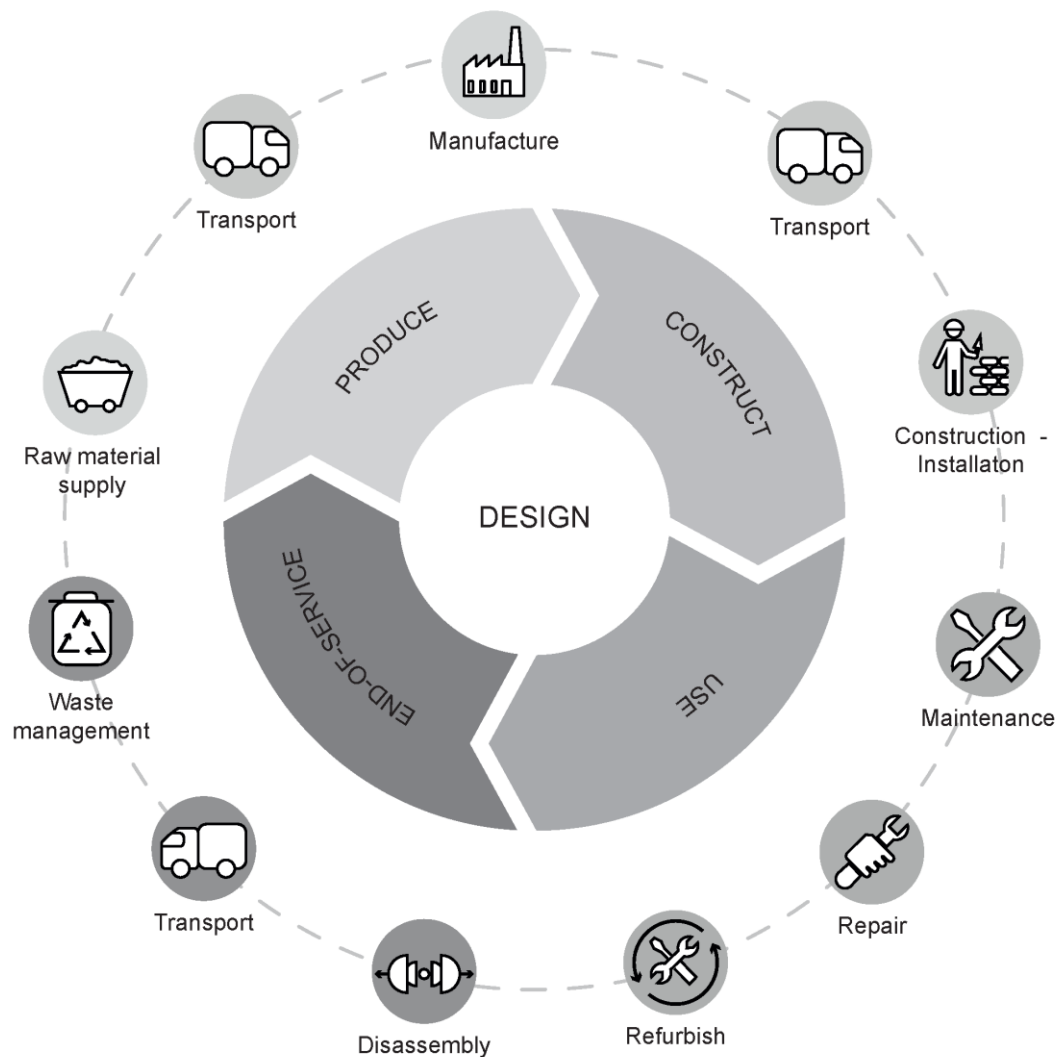 Manufacture
Transport
Transport
PRODUCE
CONSTRUCT
Raw material
supply
Construction -
Installaton
DESIGN
END-OF-SERVICE
USE
Waste
management
Maintenance
Transport
Repair
Disassembly
Refurbish